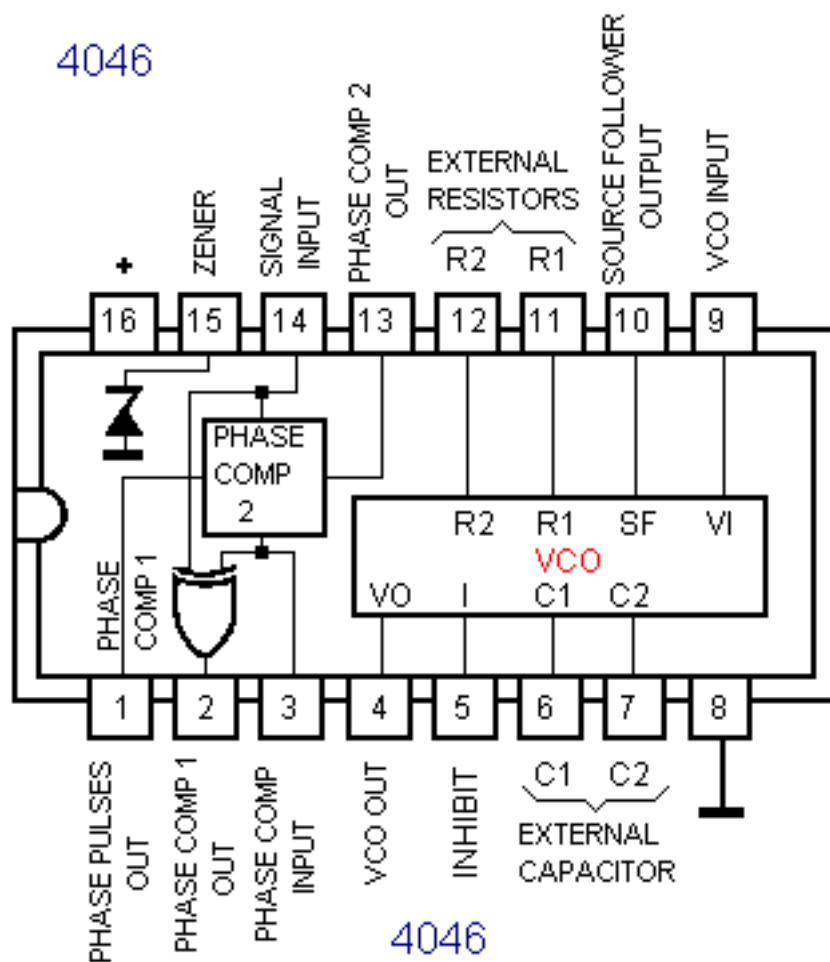 4046
+
ZENER
SIGNAL
INPUT
PHASE COMP 2
OUT
EXTERNAL
RESISTORS
R2 R1
SOURCE FOLLOWER
OUTPUT
VCO INPUT
16 15 14 13 12 11 10 9
PHASE
COMP
2
R2 R1 SF VI
VCO
VO I C1 C2
PHASE
COMP 1
1 2 3 4 5 6 7 8
PHASE PULSES
OUT
PHASE COMP 1
OUT
PHASE COMP
INPUT
VCO OUT
INHIBIT
C1 C2
EXTERNAL
CAPACITOR
4046